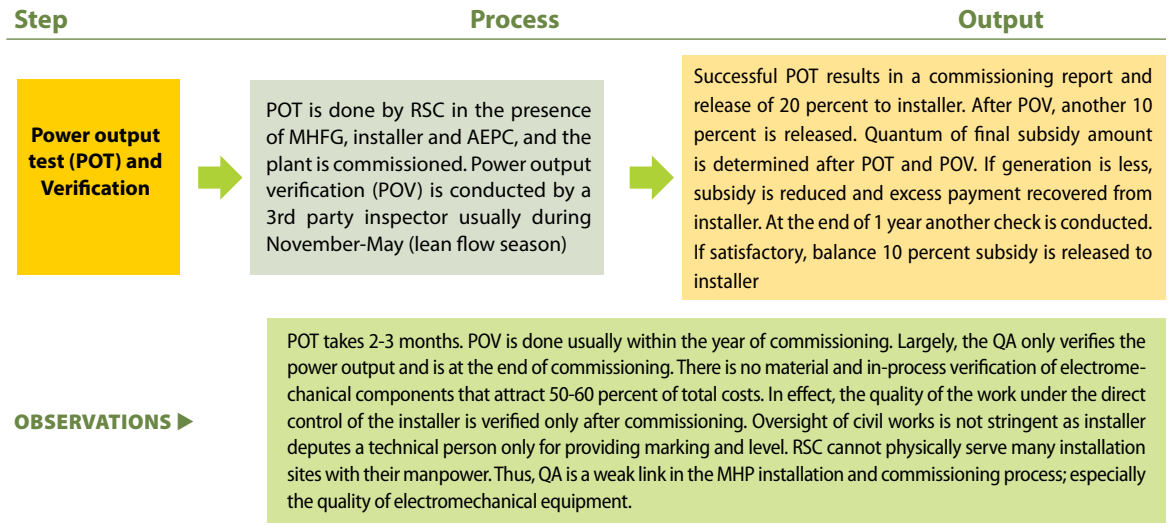 Step Process Output
Power output
test (POT) and
Verification
POT is done by RSC in the presence
of MHFG, installer and AEPC, and the
plant is commissioned. Power output
verification (POV) is conducted by a
3rd party inspector usually during
November-May (lean flow season)
Successful POT results in a commissioning report and
release of 20 percent to installer. After POV, another 10
percent is released. Quantum of final subsidy amount
is determined after POT and POV. If generation is less,
subsidy is reduced and excess payment recovered from
installer. At the end of 1 year another check is conducted.
If satisfactory, balance 10 percent subsidy is released to
installer
OBSERVATIONS ▶
POT takes 2-3 months. POV is done usually within the year of commissioning. Largely, the QA only verifies the
power output and is at the end of commissioning. There is no material and in-process verification of electrome-
chanical components that attract 50-60 percent of total costs. In effect, the quality of the work under the direct
control of the installer is verified only after commissioning. Oversight of civil works is not stringent as installer
deputes a technical person only for providing marking and level. RSC cannot physically serve many installation
sites with their manpower. Thus, QA is a weak link in the MHP installation and commissioning process; especially
the quality of electromechanical equipment.